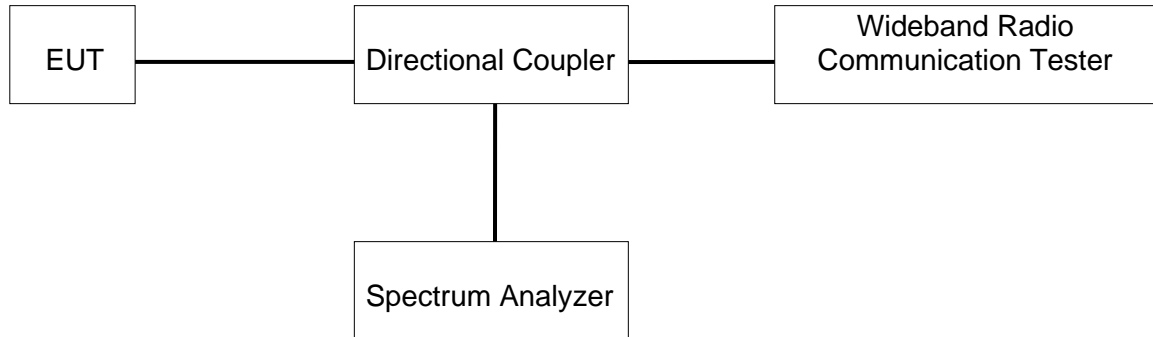 EUT
Directional Coupler
Wideband Radio
Communication Tester
Spectrum Analyzer